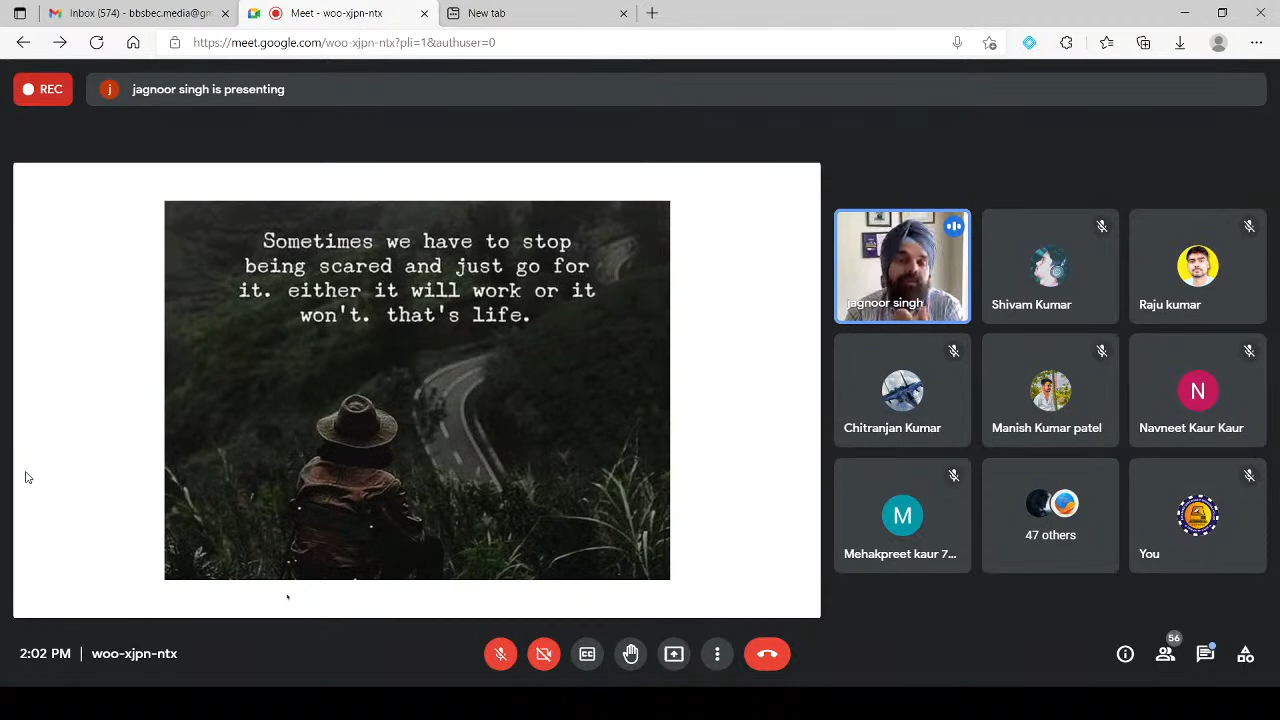 Inbox (574) - bbsbec.media@gm
Meet - woo-xjpn-ntx
New tab
https://meet.google.com/woo-xjpn-ntx?pli=1&authuser=0
REC
j
jagnoor singh is presenting
Sometimes we have to stop
being scared and just go for
it. either it will work or it
won't. that's life.
jagnoor singh
Shivam Kumar
Raju kumar
Chitranjan Kumar
Manish Kumar patel
N
Navneet Kaur Kaur
M
Mehakpreet kaur 7...
47 others
You
2:02 PM | woo-xjpn-ntx
CC
56